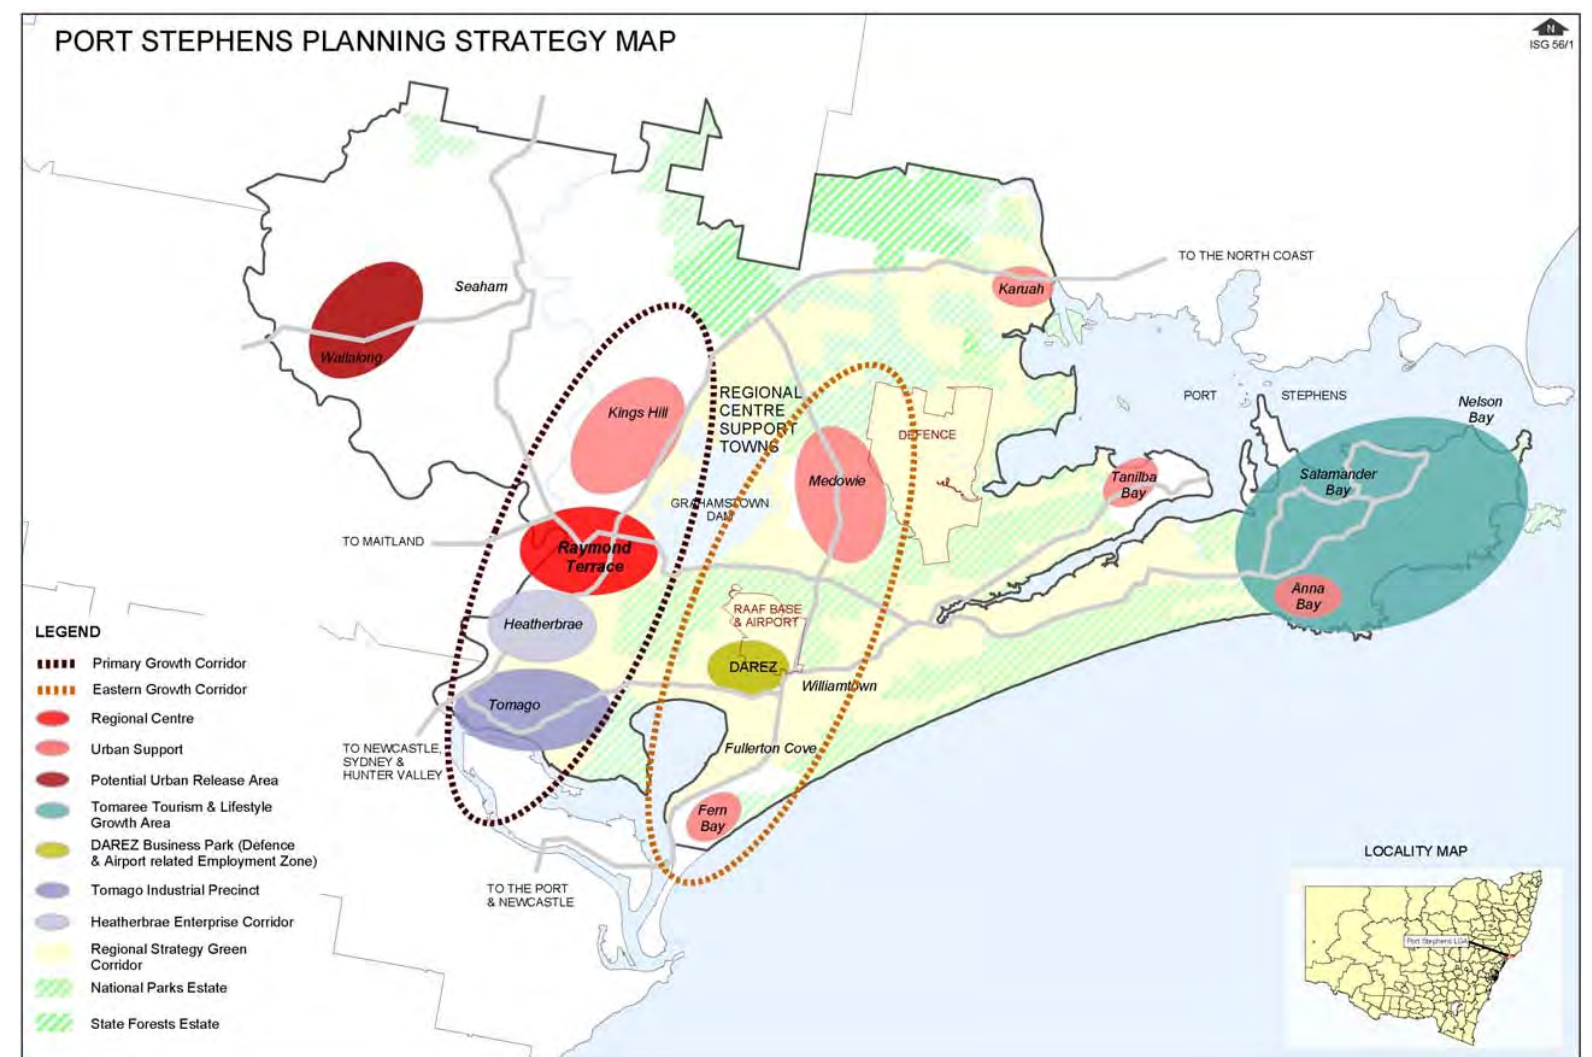 PORT STEPHENS PLANNING STRATEGY MAP
N
ISG 56/1
TO THE NORTH COAST
Seaham
Karuah
Wallalong
REGIONAL
CENTRE
SUPPORT
TOWNS
PORT
STEPHENS
Nelson
Bay
Kings Hill
DEFENCE
Medowie
Tanilba
Bay
Salamander
Bay
GRAHAMSTOWN
DAM
TO MAITLAND
Raymond
Terrace
Anna
Bay
RAAF BASE
& AIRPORT
Heatherbrae
DAREZ
Williamtown
Tomago
Fullerton Cove
TO NEWCASTLE,
SYDNEY &
HUNTER VALLEY
Fern
Bay
TO THE PORT
& NEWCASTLE
LEGEND
Primary Growth Corridor
Eastern Growth Corridor
Regional Centre
Urban Support
Potential Urban Release Area
Tomaree Tourism & Lifestyle
Growth Area
DAREZ Business Park (Defence
& Airport related Employment Zone)
Tomago Industrial Precinct
Heatherbrae Enterprise Corridor
Regional Strategy Green
Corridor
National Parks Estate
State Forests Estate
LOCALITY MAP
Port Stephens LGA